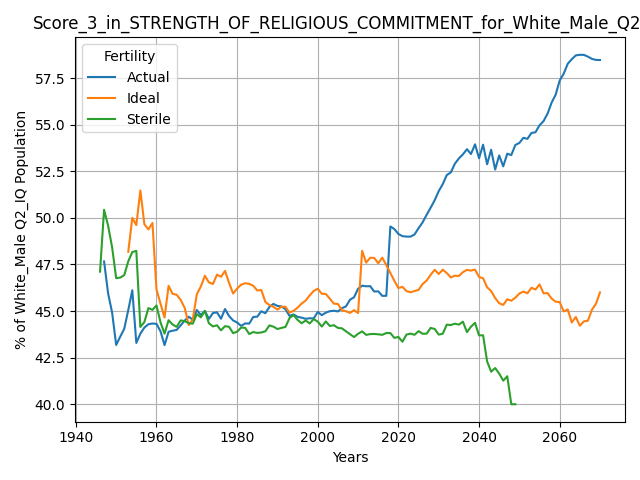 Score_3_in_STRENGTH_OF_RELIGIOUS_COMMITMENT_for_White_Male_Q2
Fertility
Actual
Ideal
Sterile
% of White_Male Q2_IQ Population
57.5
55.0
52.5
50.0
47.5
45.0
42.5
40.0
1940 1960 1980 2000 2020 2040 2060
Years